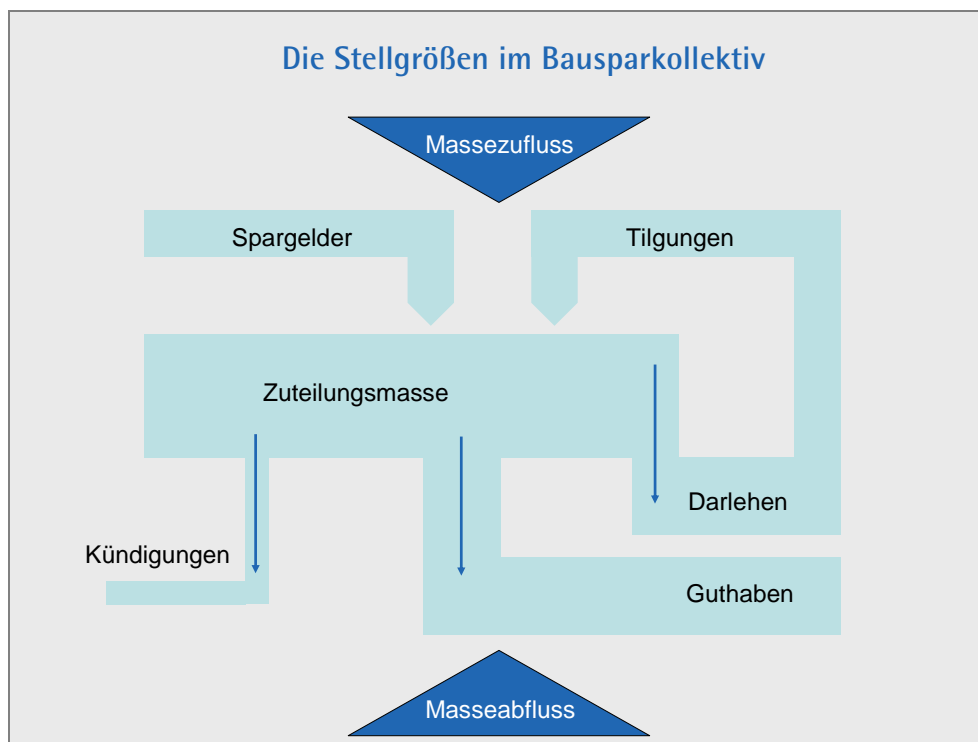 Die Stellgrößen im Bausparkollektiv
Massezufluss
Spargelder
Tilgungen
Zuteilungsmasse
Darlehen
Kündigungen
Guthaben
Masseabfluss